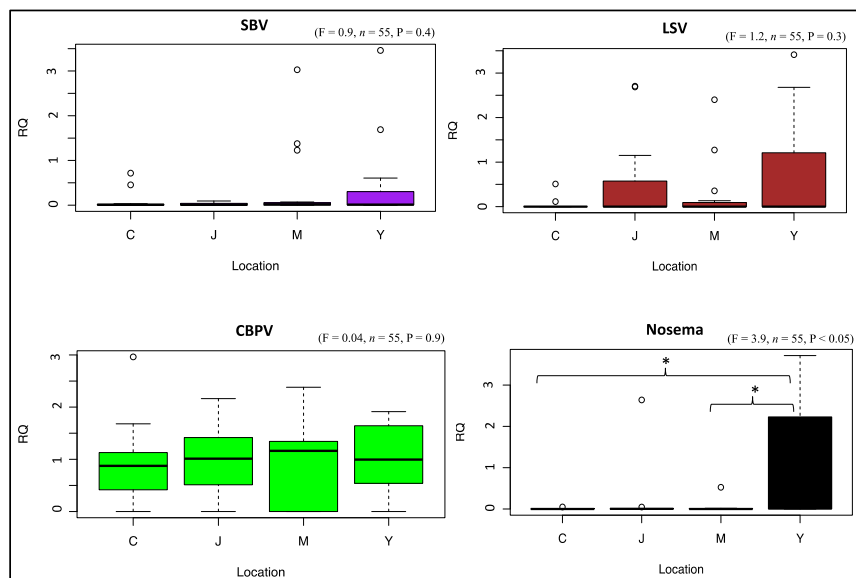 SBV
(F = 0.9, n = 55, P = 0.4)
RQ
3
2
1
0
C J M Y
Location
LSV
(F = 1.2, n = 55, P = 0.3)
RQ
3
2
1
0
C J M Y
Location
CBPV
(F = 0.04, n = 55, P = 0.9)
RQ
3
2
1
0
C J M Y
Location
Nosema
(F = 3.9, n = 55, P < 0.05)
*
*
RQ
3
2
1
0
C J M Y
Location